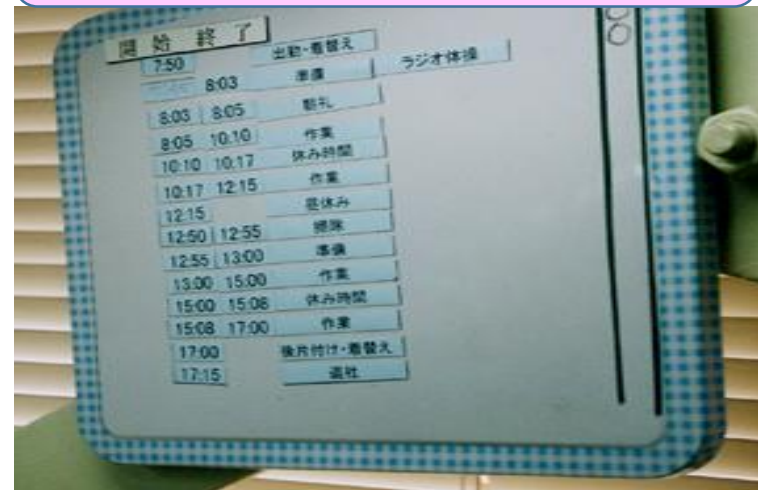 開始 終了
7:50 出勤・着替え
8:03 準備 ラジオ体操
8:03 8:05 朝礼
8:05 10:10 作業
10:10 10:17 休み時間
10:17 12:15 作業
12:15 昼休み
12:50 12:55 掃除
12:55 13:00 準備
13:00 15:00 作業
15:00 15:08 休み時間
15:08 17:00 作業
17:00 後片付け・着替え
17:15 退社